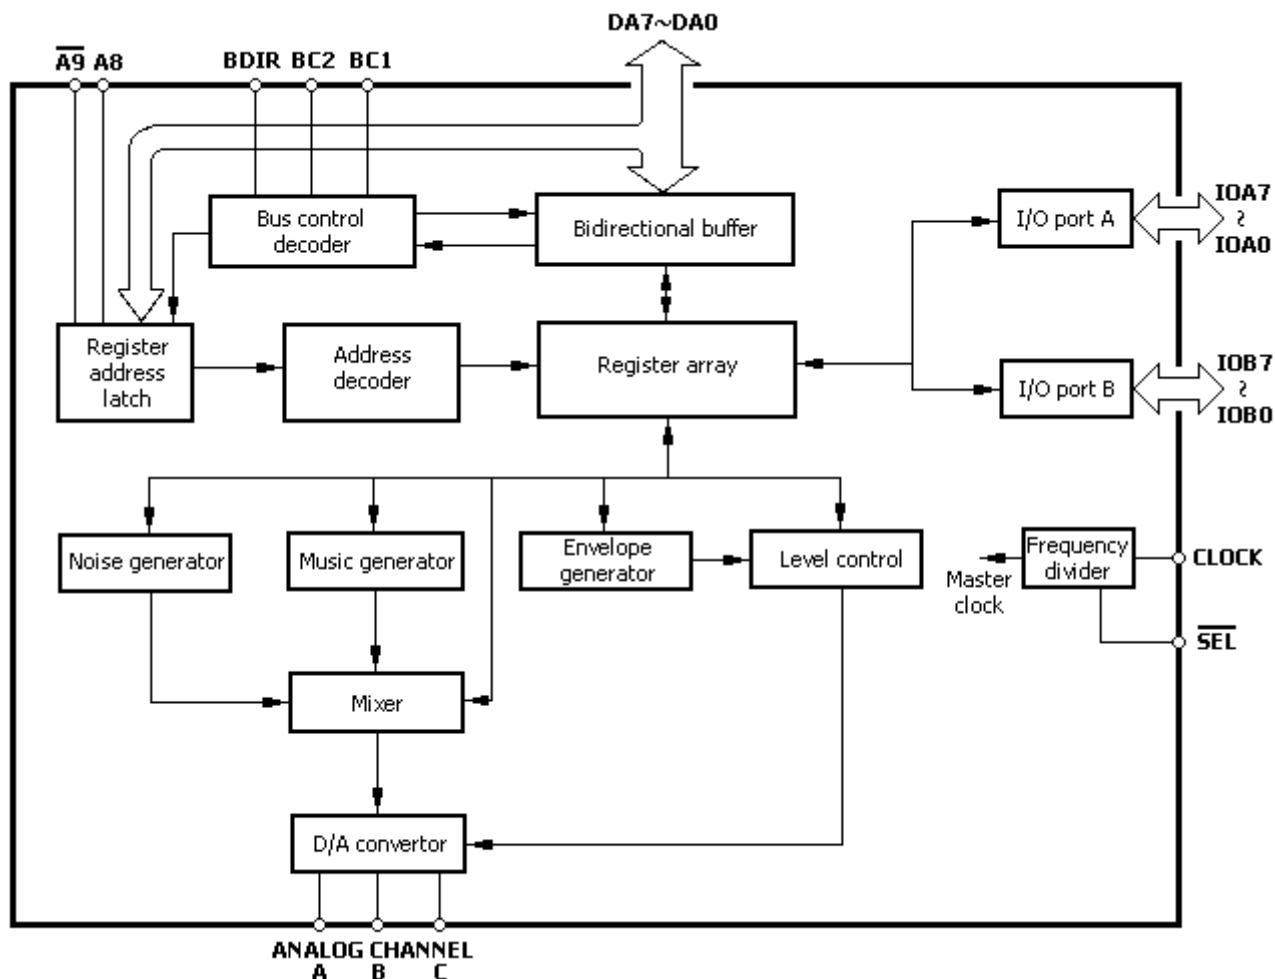 DA7~DA0
A9 A8
BDIR BC2 BC1
Bus control
decoder
Bidirectional buffer
I/O port A
IOA7
~
IOA0
Register
address
latch
Address
decoder
Register array
I/O port B
IOB7
~
IOB0
Noise generator
Music generator
Envelope
generator
Level control
Frequency
divider
CLOCK
Master
clock
SEL
Mixer
D/A convertor
ANALOG CHANNEL
A B C